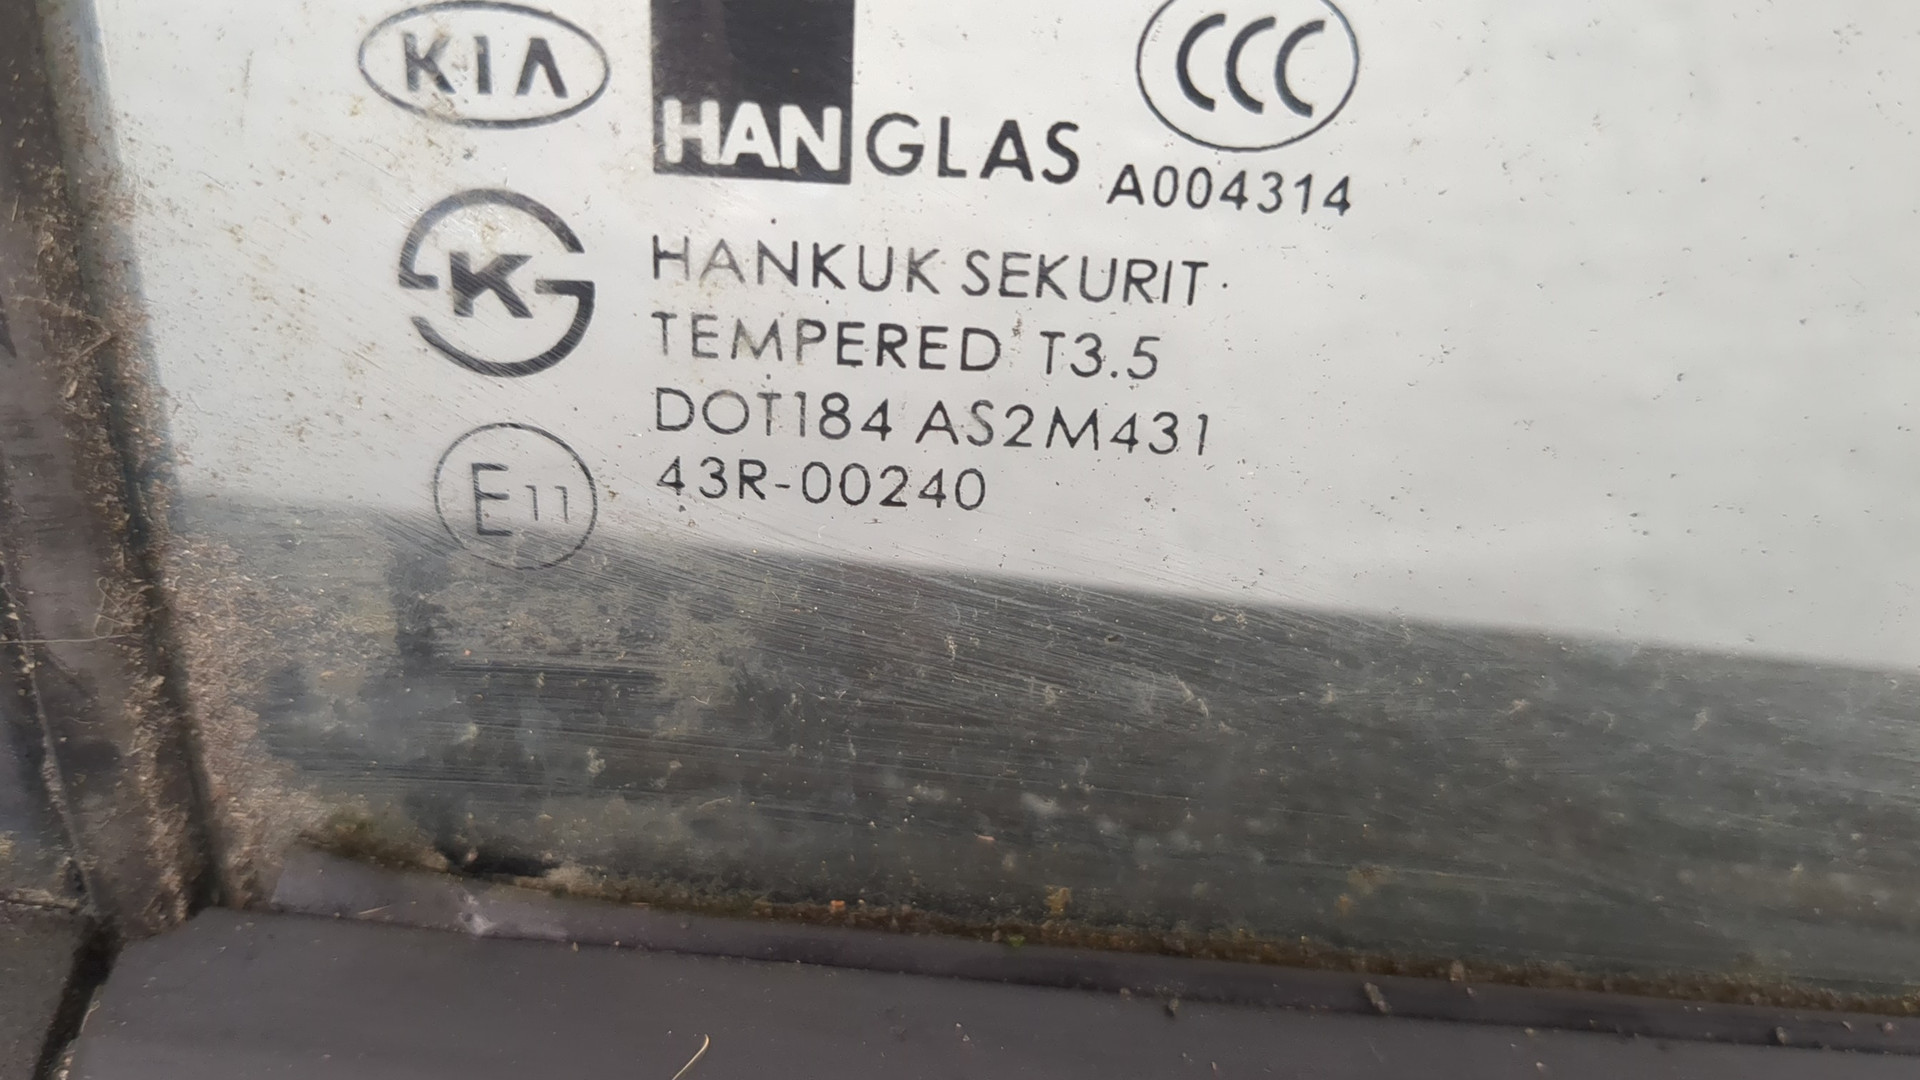 KIA
HANGLAS
CCC
A004314
K
HANKUK SEKURIT
TEMPERED T3.5
DOT184 AS2M431
E11
43R-00240